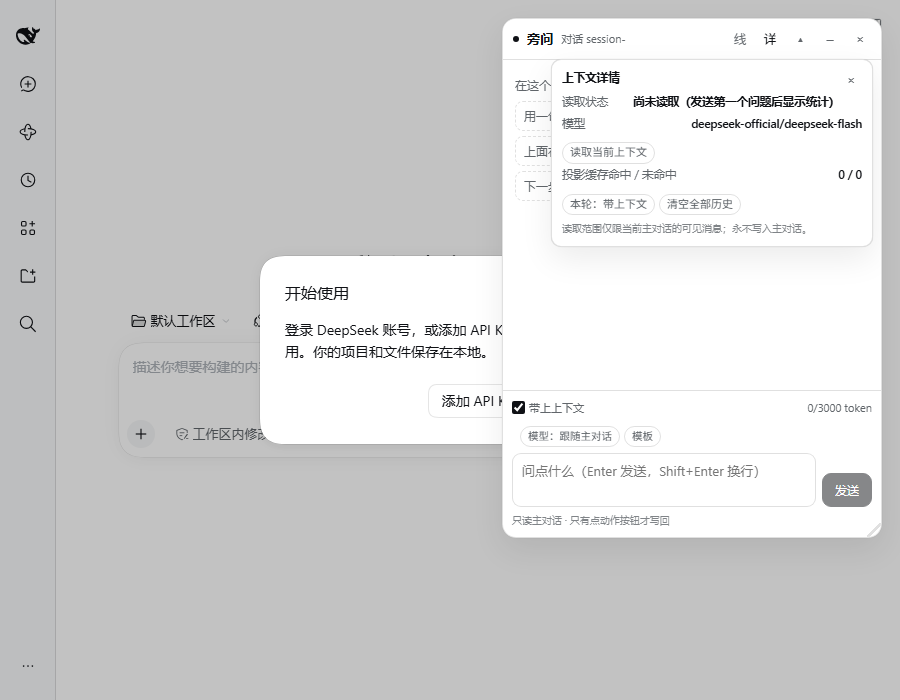 旁问 对话 session- 线 详
在这个
上下文详情
读取状态 尚未读取（发送第一个问题后显示统计）
模型 deepseek-official/deepseek-flash
用一
读取当前上下文
上面
投影缓存命中 / 未命中 0 / 0
下一
本轮：带上下文 清空全部历史
读取范围仅限当前主对话的可见消息；永不写入主对话。
开始使用
登录 DeepSeek 账号，或添加 API K
用。你的项目和文件保存在本地。
添加 API K
默认工作区
描述你想要构建的内
工作区内修改
带上上下文 0/3000 token
模型：跟随主对话 模板
问点什么（Enter 发送，Shift+Enter 换行）
发送
只读主对话 · 只有点动作按钮才写回